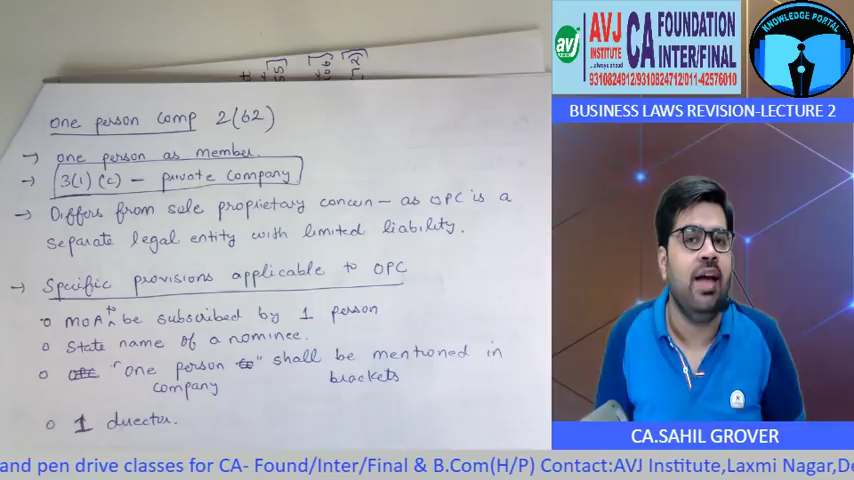 One person comp 2(62)
→ one person as member.
→ 3(1)(c) - private company
→ Differs from sole proprietary concern - as OPC is a
separate legal entity with limited liability.
→ Specific provisions applicable to OPC
o MOA to be subscribed by 1 person
o State name of a nominee.
o "one person company" shall be mentioned in brackets
o 1 director.
avj
AVJ
INSTITUTE
...always ahead
CA FOUNDATION
INTER/FINAL
9310824912/9310824712/011-42576010
KNOWLEDGE PORTAL
BUSINESS LAWS REVISION-LECTURE 2
CA.SAHIL GROVER
and pen drive classes for CA- Found/Inter/Final & B.Com(H/P) Contact:AVJ Institute,Laxmi Nagar,De